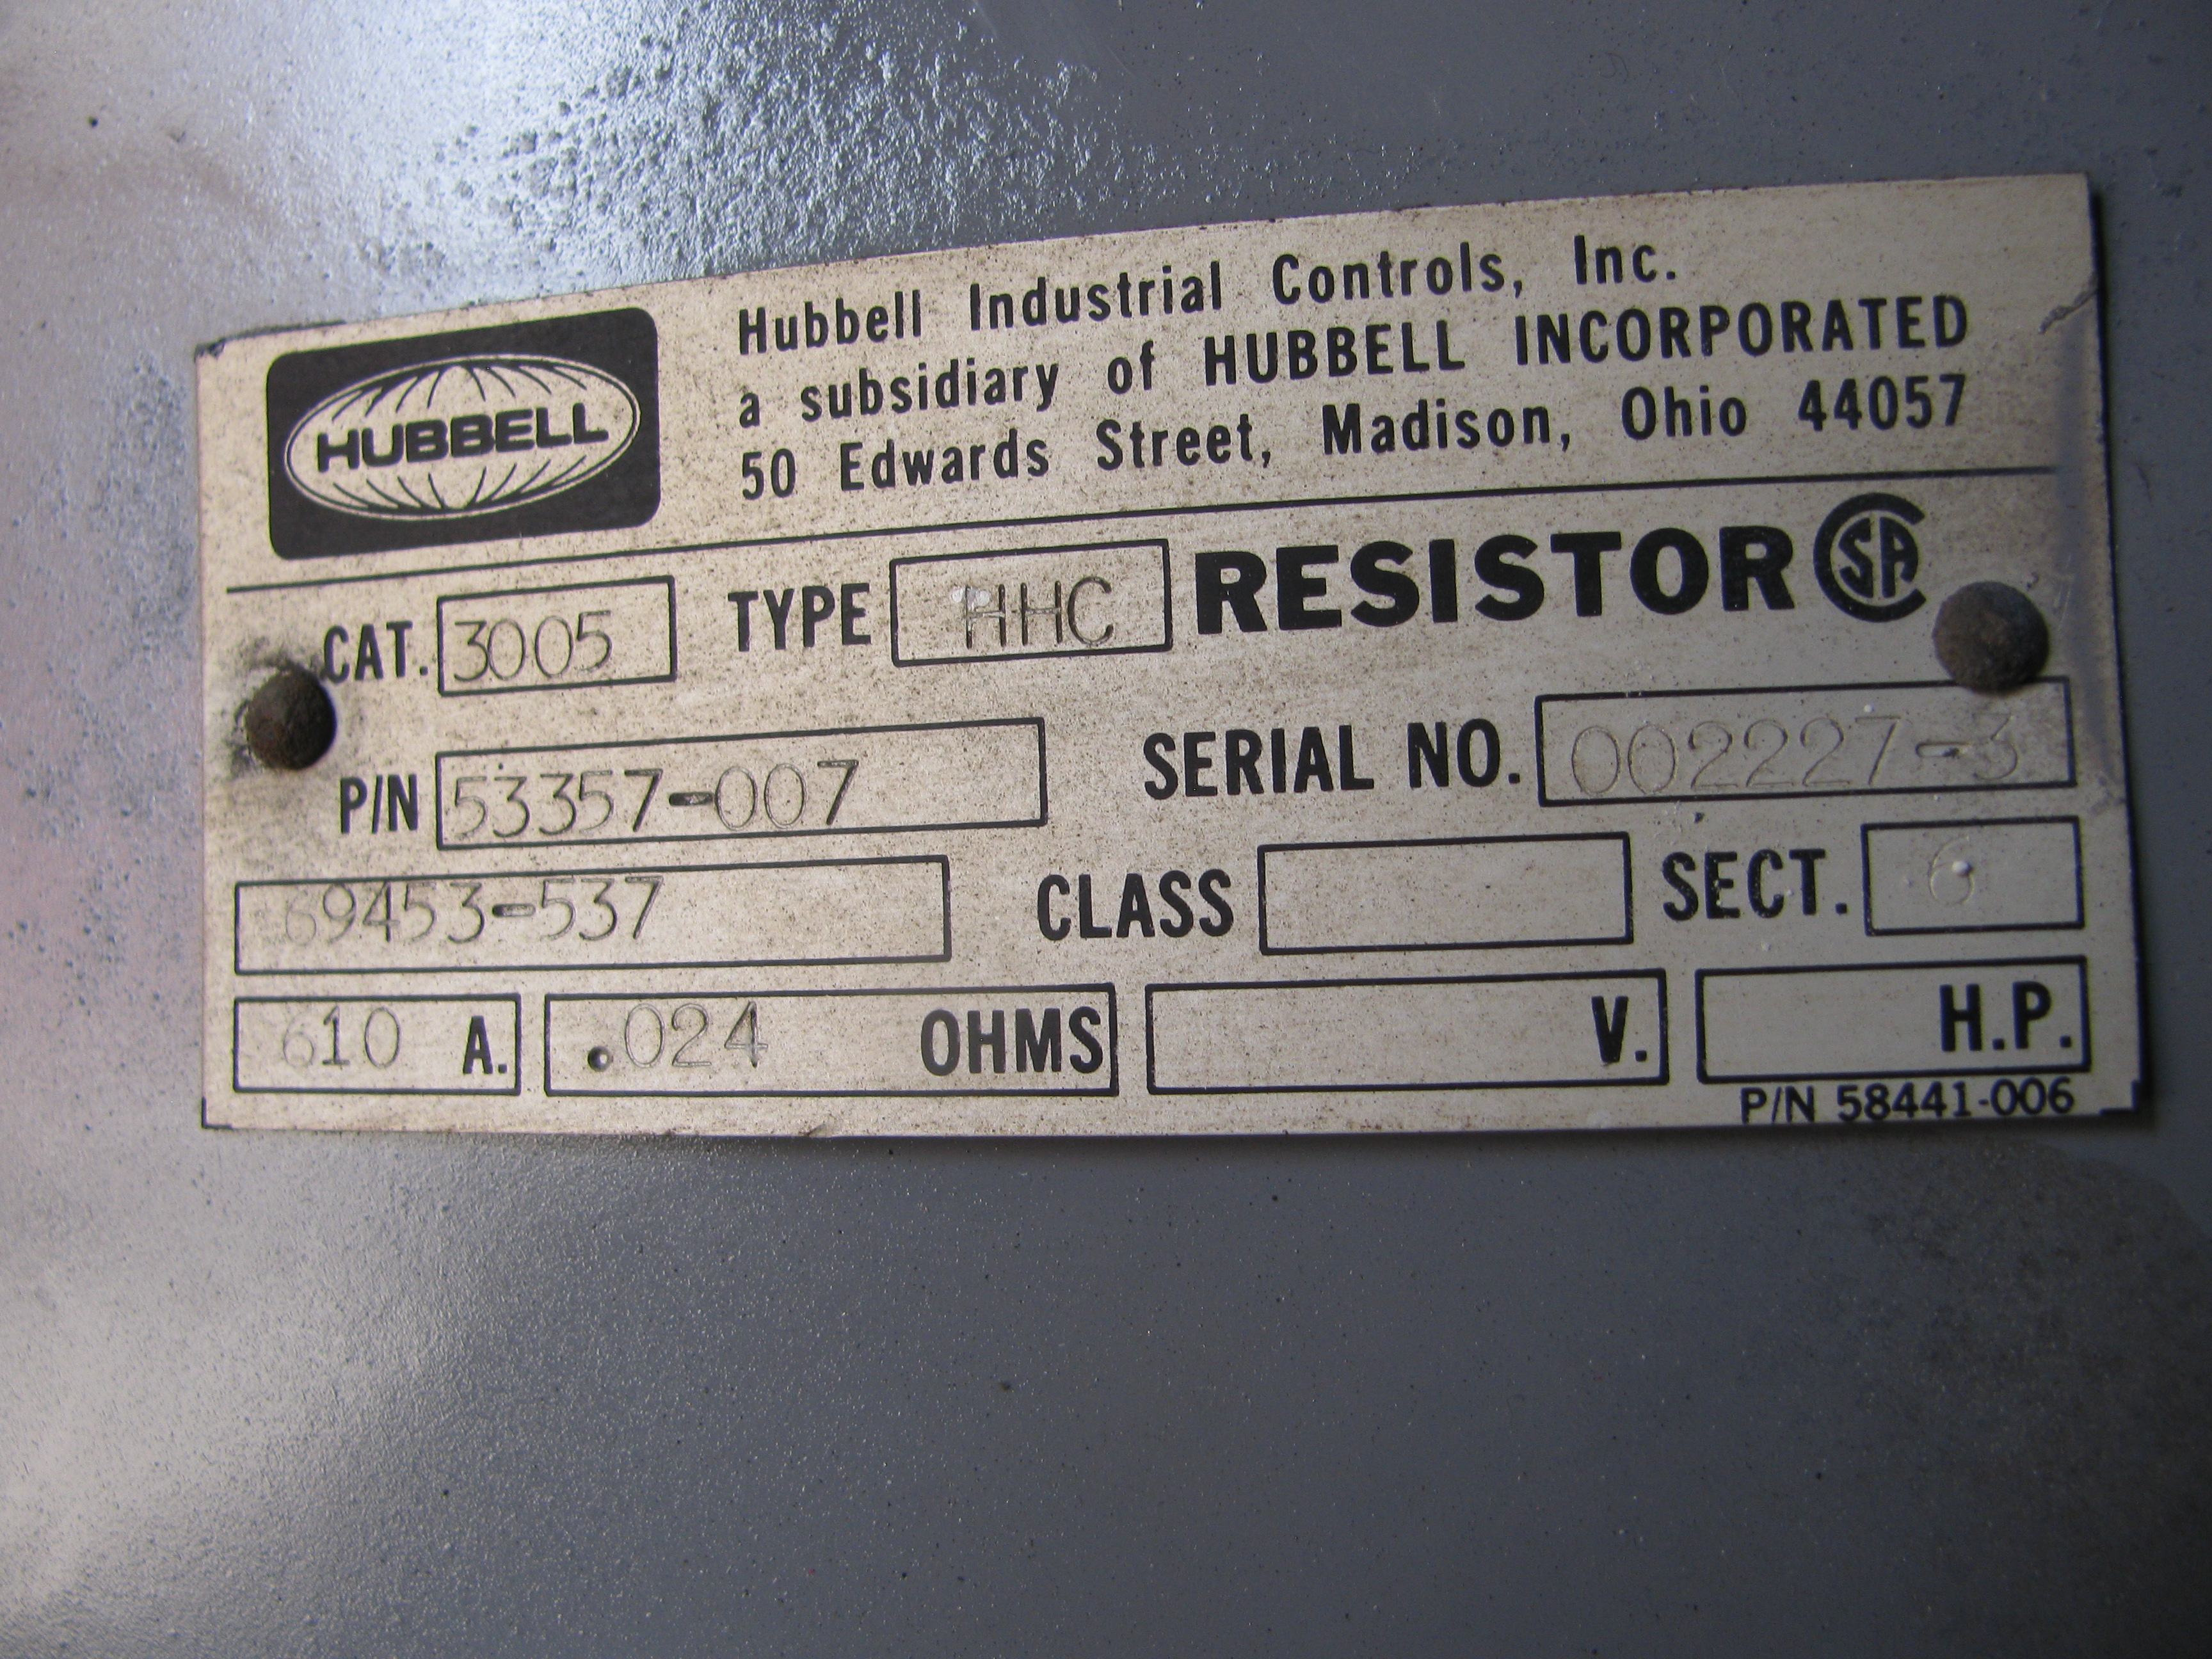 HUBBELL
Hubbell Industrial Controls, Inc.
a subsidiary of HUBBELL INCORPORATED
50 Edwards Street, Madison, Ohio 44057
CAT. 3005 TYPE HHC RESISTOR CSA
P/N 53357-007 SERIAL NO. 002227-3
69453-537 CLASS SECT. 6
610 A. .024 OHMS V. H.P.
P/N 58441-006